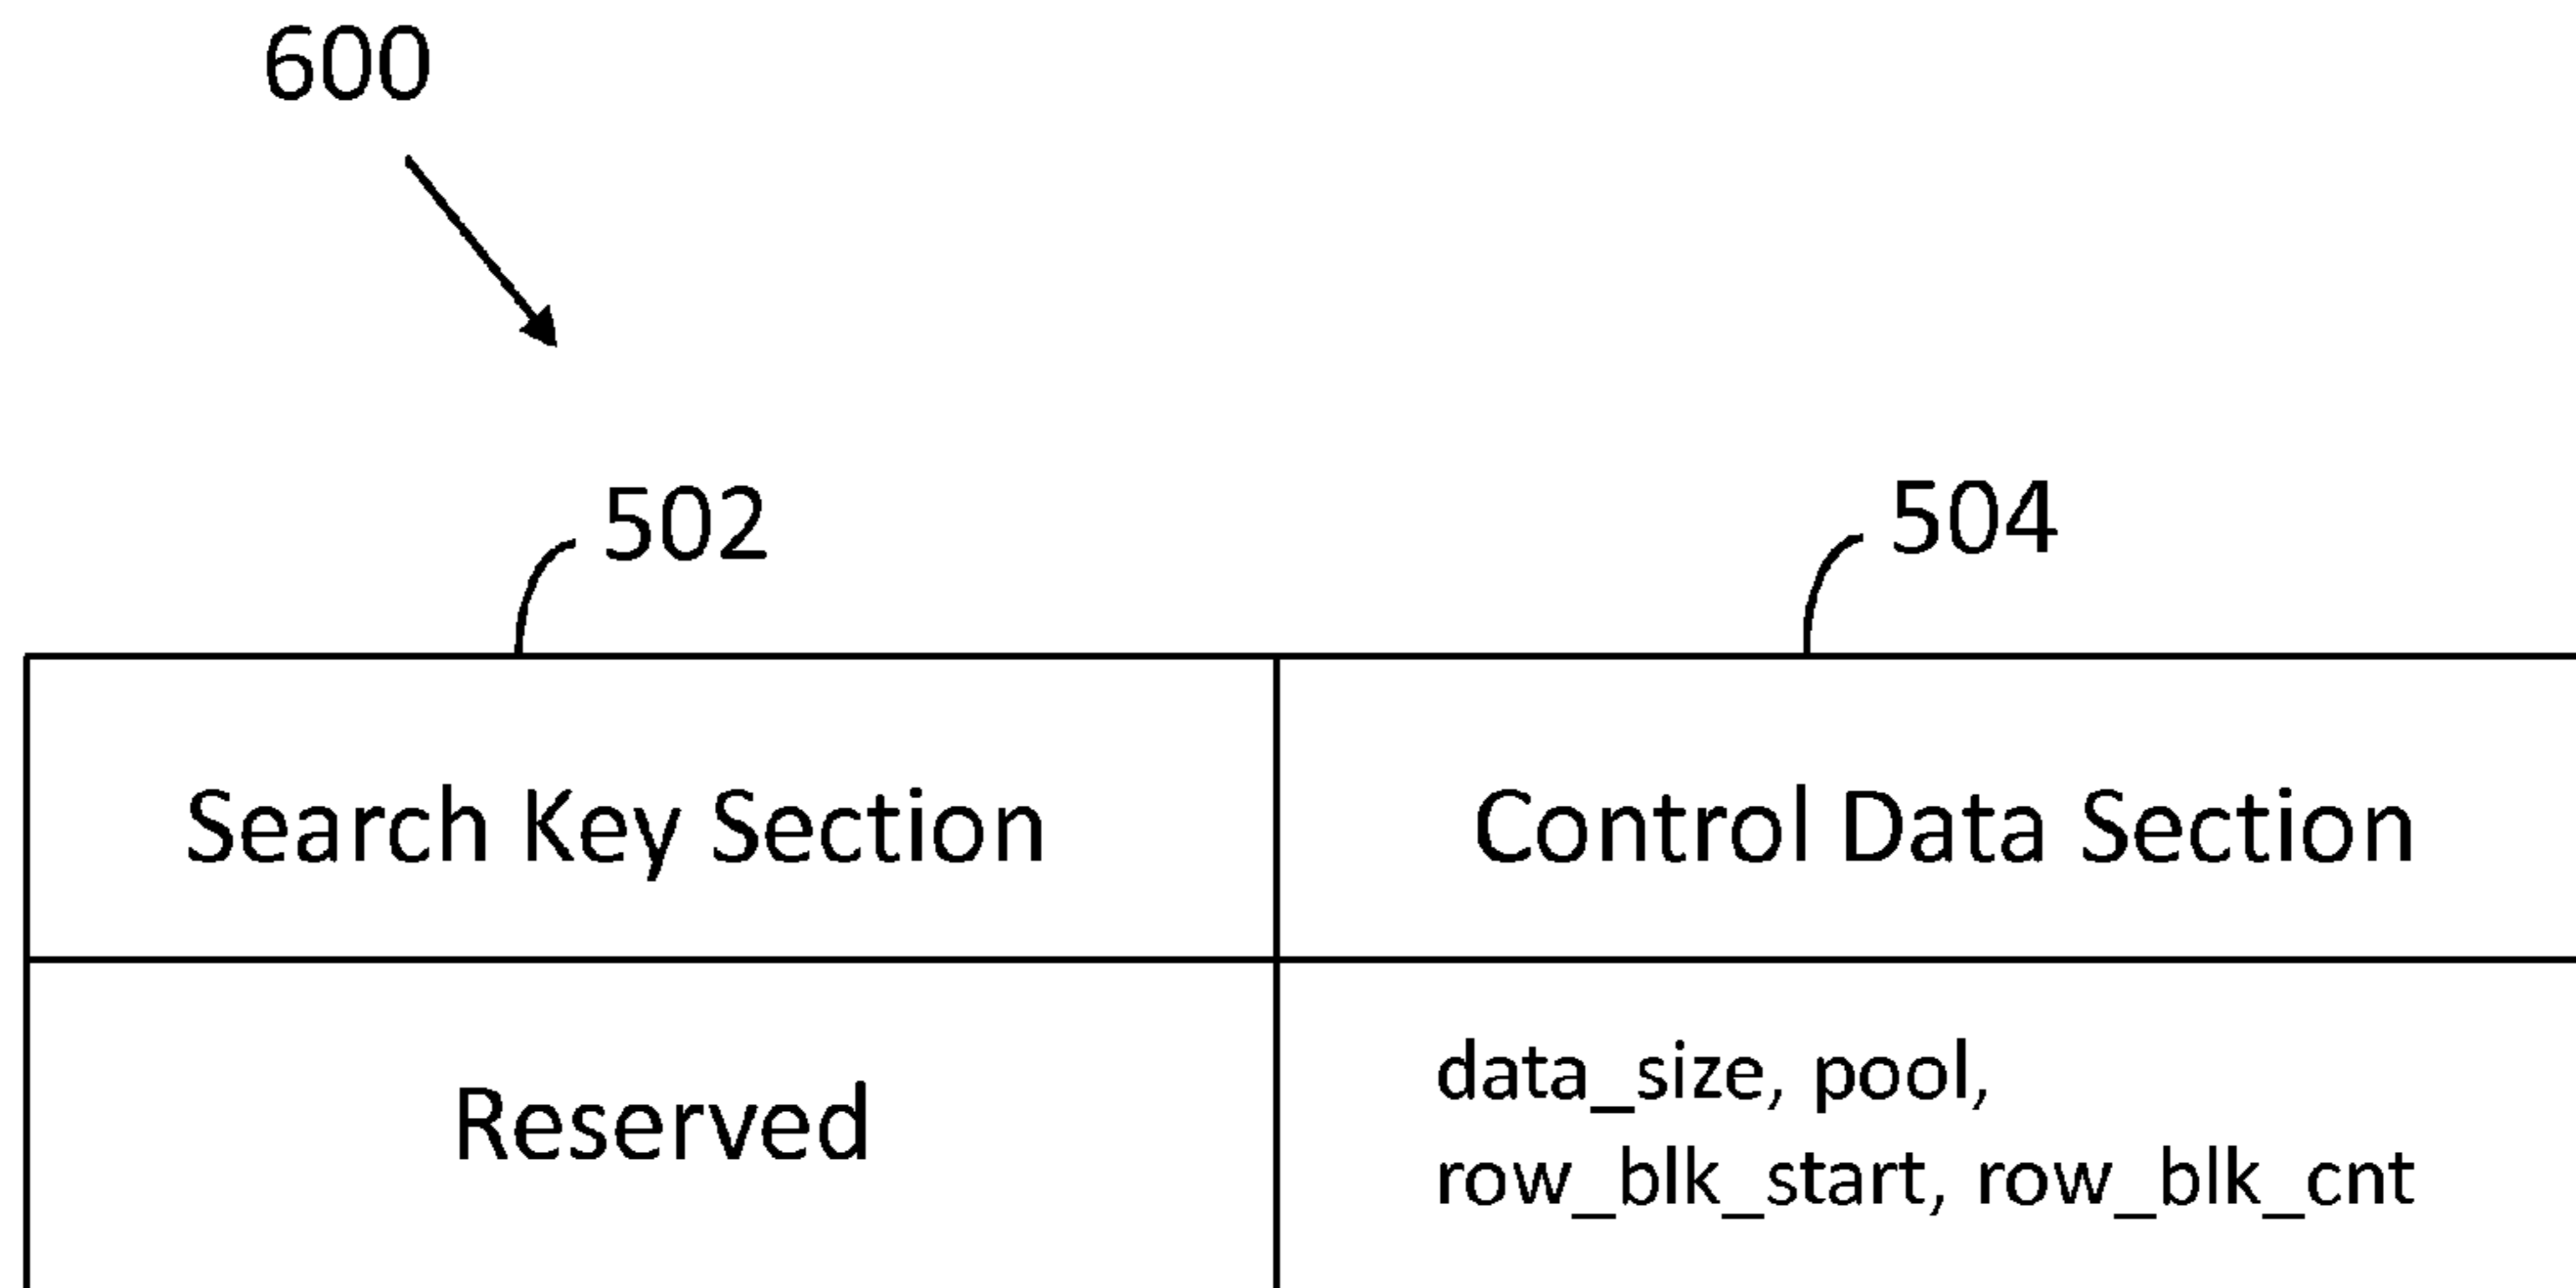 600
502
504
Search Key Section
Control Data Section
Reserved
data_size, pool,
row_blk_start, row_blk_cnt